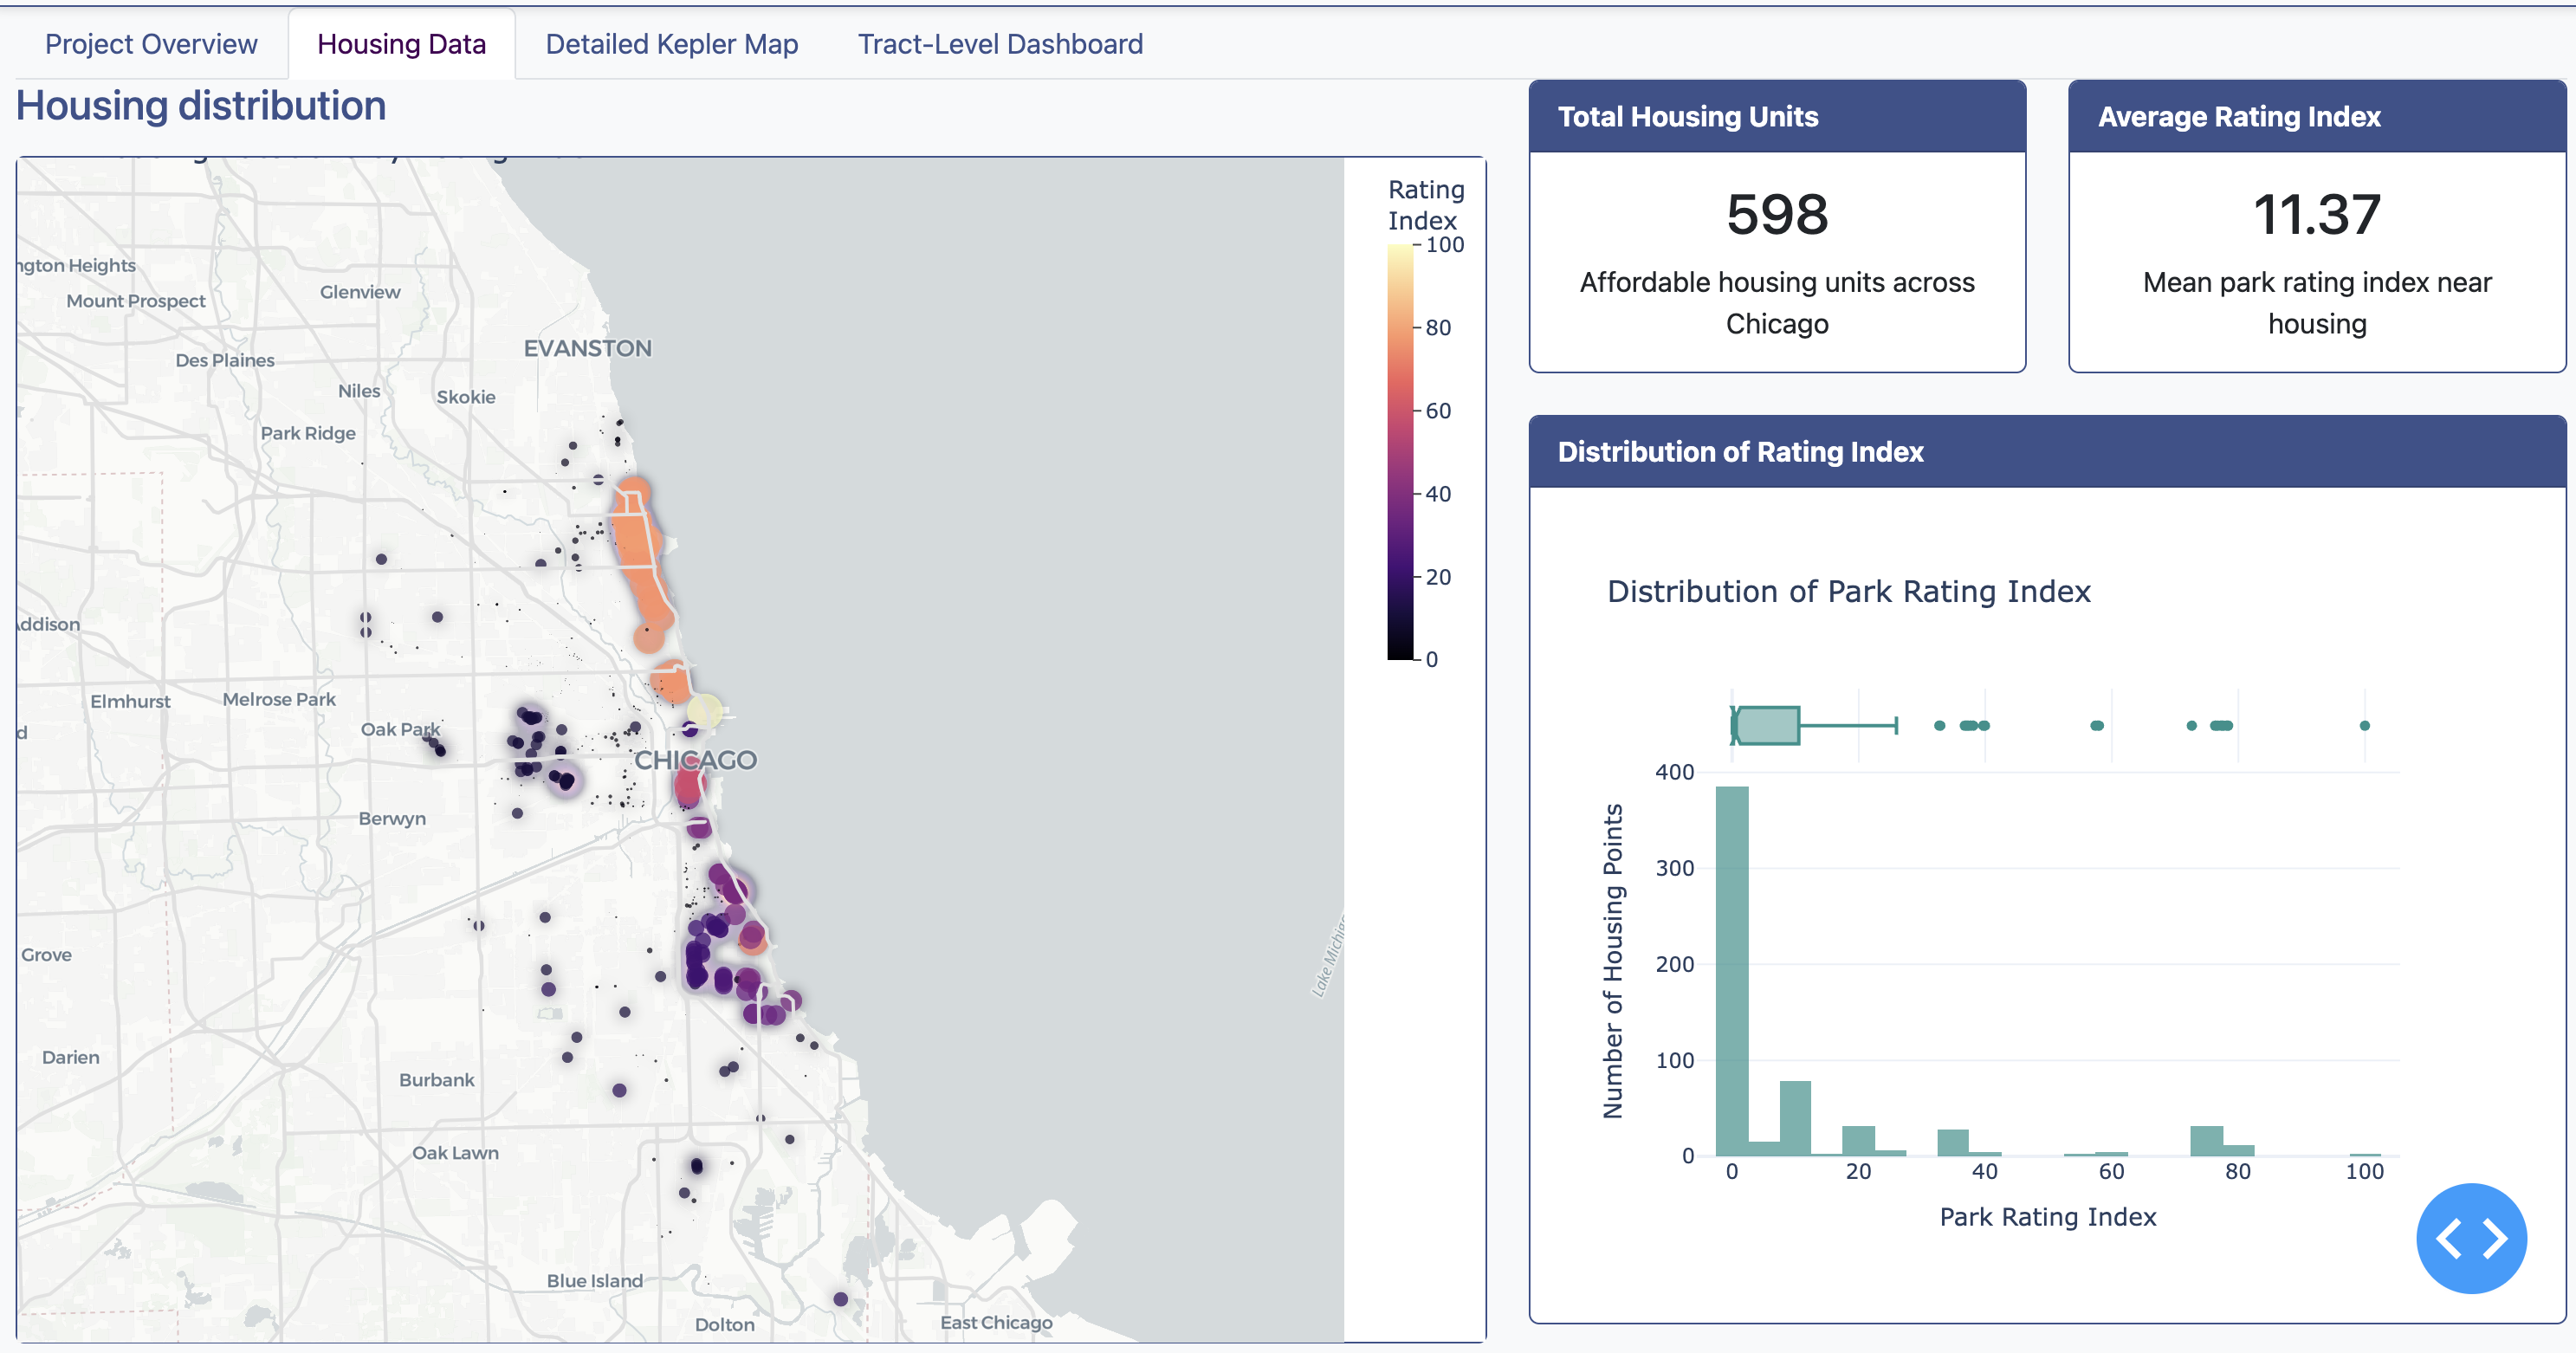 Project Overview
Housing Data
Detailed Kepler Map
Tract-Level Dashboard
Housing distribution
Rating
Index
100
80
60
40
20
0
ngton Heights
Mount Prospect
Glenview
EVANSTON
Des Plaines
Niles
Skokie
Park Ridge
Addison
Elmhurst
Melrose Park
Oak Park
d
CHICAGO
Berwyn
Grove
Lake Michig
Darien
Burbank
Oak Lawn
Blue Island
Dolton
East Chicago
Total Housing Units
598
Affordable housing units across
Chicago
Average Rating Index
11.37
Mean park rating index near
housing
Distribution of Rating Index
Distribution of Park Rating Index
Number of Housing Points
400
300
200
100
0
0
20
40
60
80
100
Park Rating Index